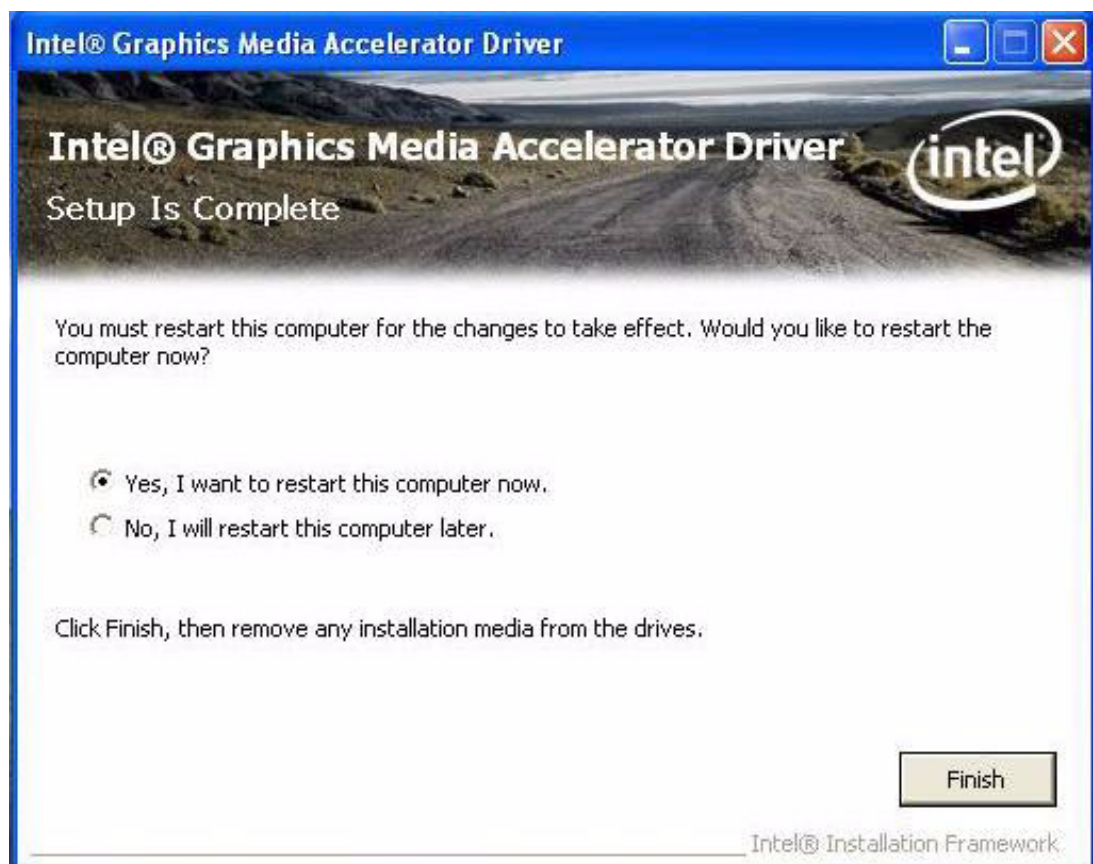 Intel® Graphics Media Accelerator Driver
Intel® Graphics Media Accelerator Driver
intel
Setup Is Complete
You must restart this computer for the changes to take effect. Would you like to restart the
computer now?
Yes, I want to restart this computer now.
No, I will restart this computer later.
Click Finish, then remove any installation media from the drives.
Finish
Intel® Installation Framework